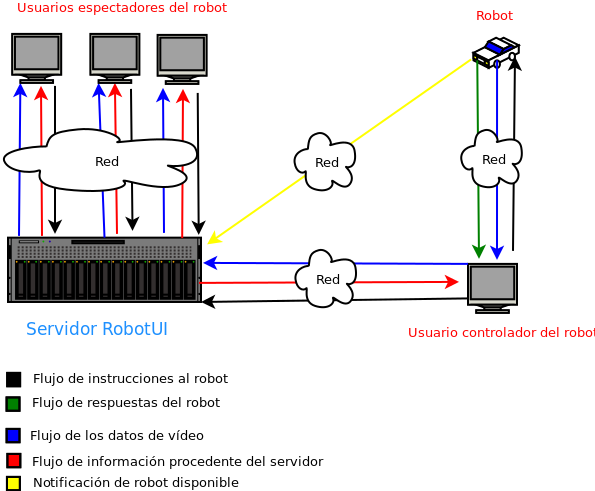 Usuarios espectadores del robot
Robot
Red
Red
Red
Red
Servidor RobotUI
Usuario controlador del robot
Flujo de instrucciones al robot
Flujo de respuestas del robot
Flujo de los datos de vídeo
Flujo de información procedente del servidor
Notificación de robot disponible